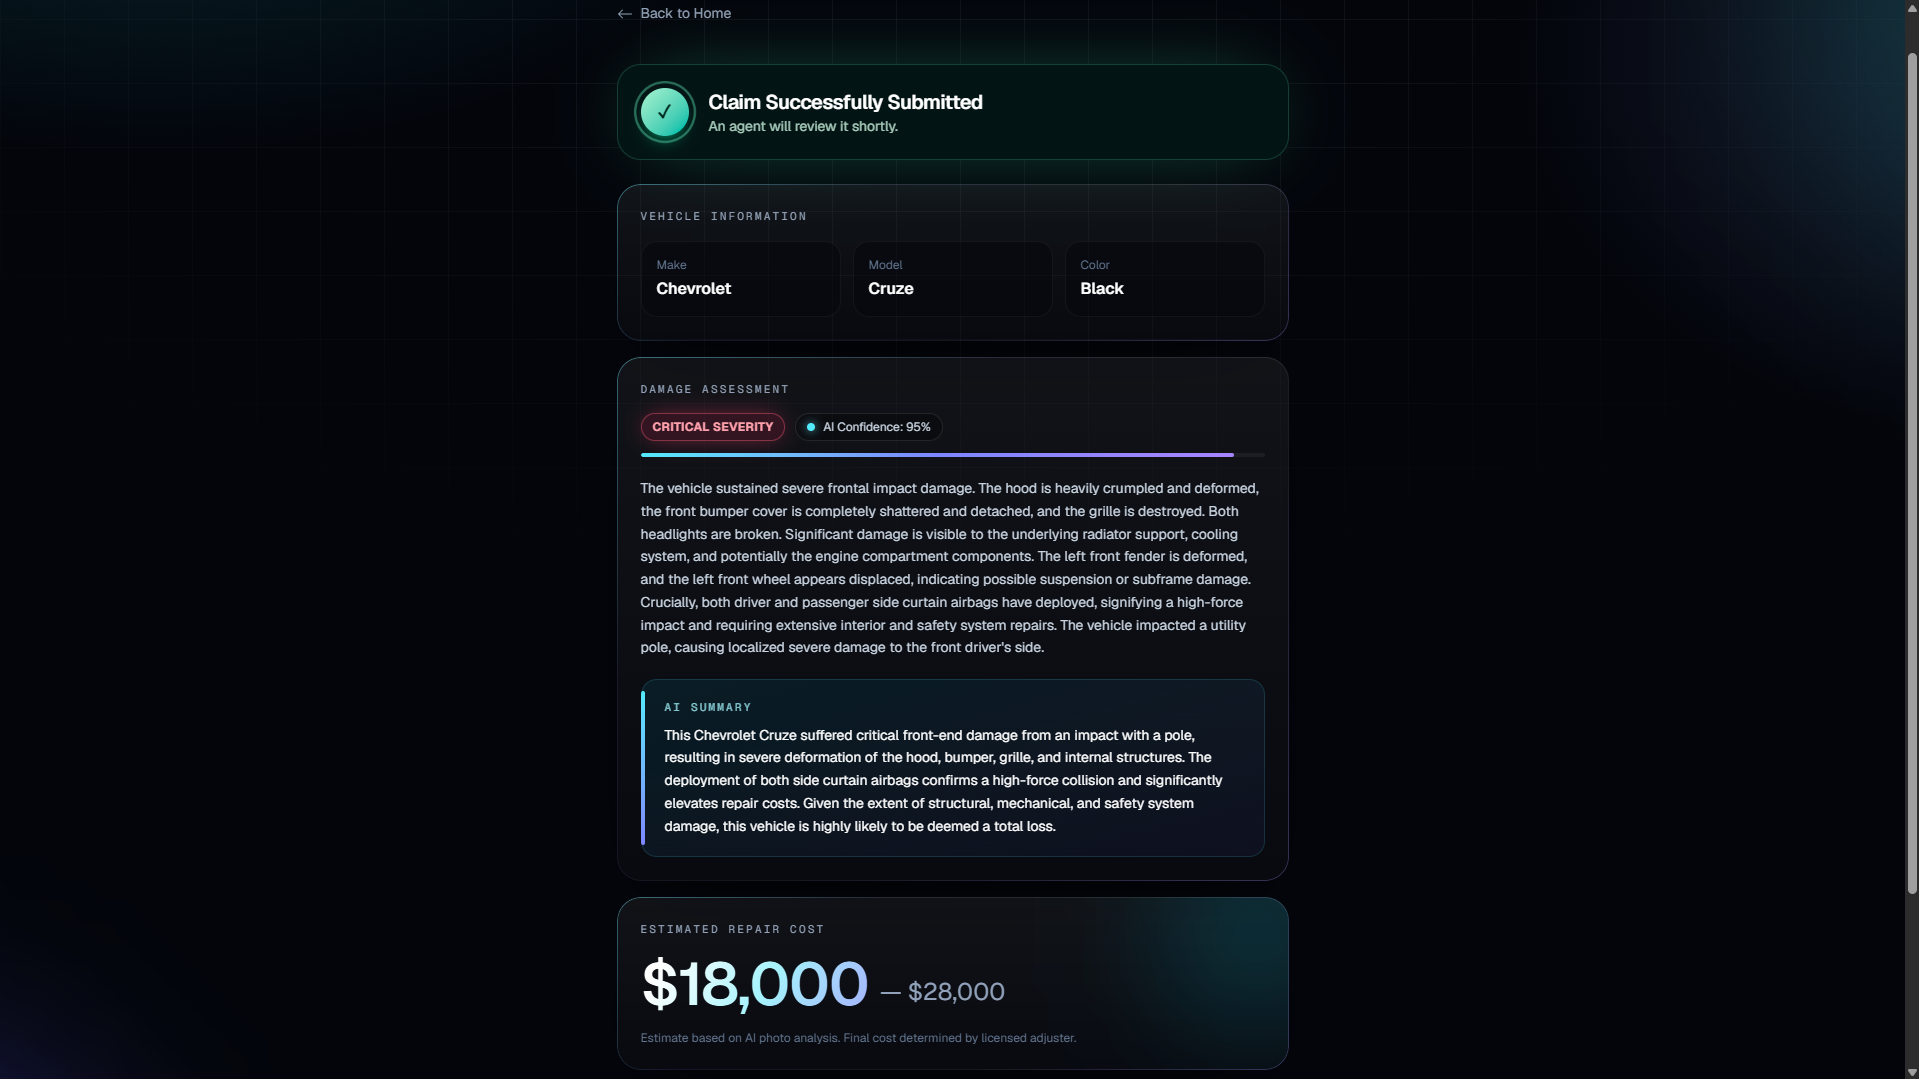 ← Back to Home
✓
Claim Successfully Submitted
An agent will review it shortly.
VEHICLE INFORMATION
Make
Chevrolet
Model
Cruze
Color
Black
DAMAGE ASSESSMENT
CRITICAL SEVERITY
AI Confidence: 95%
The vehicle sustained severe frontal impact damage. The hood is heavily crumpled and deformed,
the front bumper cover is completely shattered and detached, and the grille is destroyed. Both
headlights are broken. Significant damage is visible to the underlying radiator support, cooling
system, and potentially the engine compartment components. The left front fender is deformed,
and the left front wheel appears displaced, indicating possible suspension or subframe damage.
Crucially, both driver and passenger side curtain airbags have deployed, signifying a high-force
impact and requiring extensive interior and safety system repairs. The vehicle impacted a utility
pole, causing localized severe damage to the front driver's side.
AI SUMMARY
This Chevrolet Cruze suffered critical front-end damage from an impact with a pole,
resulting in severe deformation of the hood, bumper, grille, and internal structures. The
deployment of both side curtain airbags confirms a high-force collision and significantly
elevates repair costs. Given the extent of structural, mechanical, and safety system
damage, this vehicle is highly likely to be deemed a total loss.
ESTIMATED REPAIR COST
$18,000 — $28,000
Estimate based on AI photo analysis. Final cost determined by licensed adjuster.